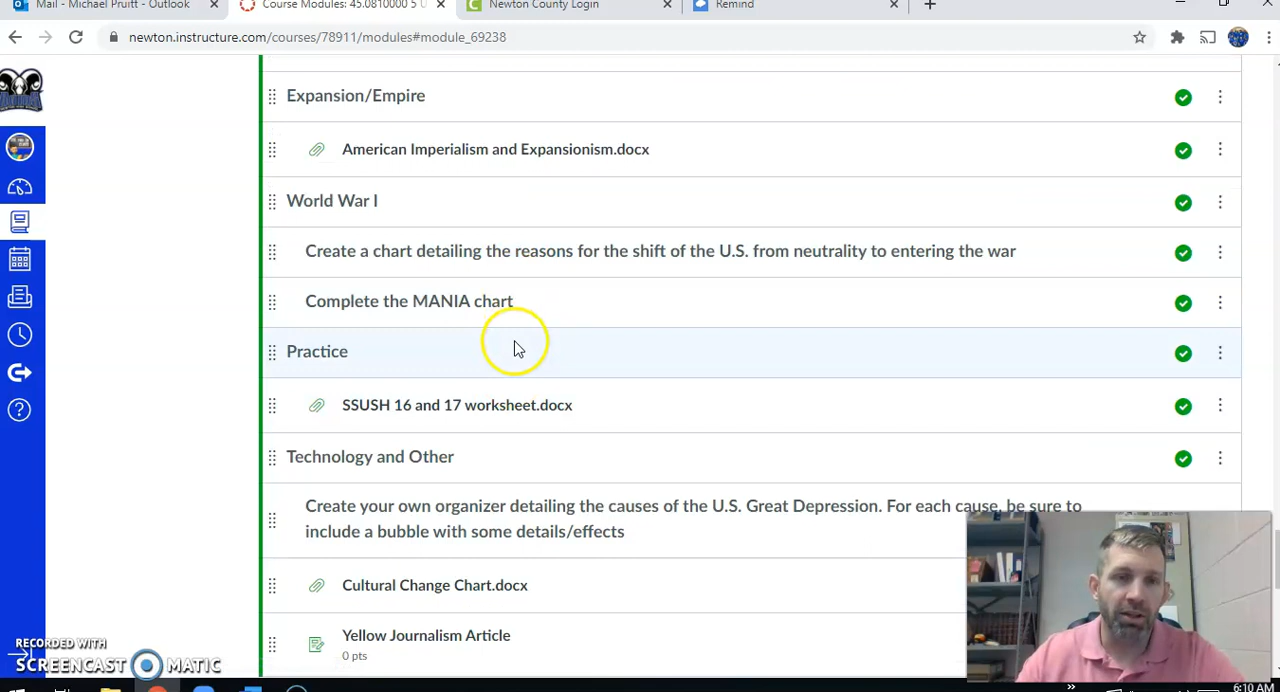 Mail - Michael Pruitt - Outlook
Course Modules: 45.0810000 5 U
Newton County Login
Remind
newton.instructure.com/courses/78911/modules#module_69238
Expansion/Empire
American Imperialism and Expansionism.docx
World War I
Create a chart detailing the reasons for the shift of the U.S. from neutrality to entering the war
Complete the MANIA chart
Practice
SSUSH 16 and 17 worksheet.docx
Technology and Other
Create your own organizer detailing the causes of the U.S. Great Depression. For each cause, be sure to
include a bubble with some details/effects
Cultural Change Chart.docx
Yellow Journalism Article
0 pts
RECORDED WITH
SCREENCAST MATIC
6:10 AM